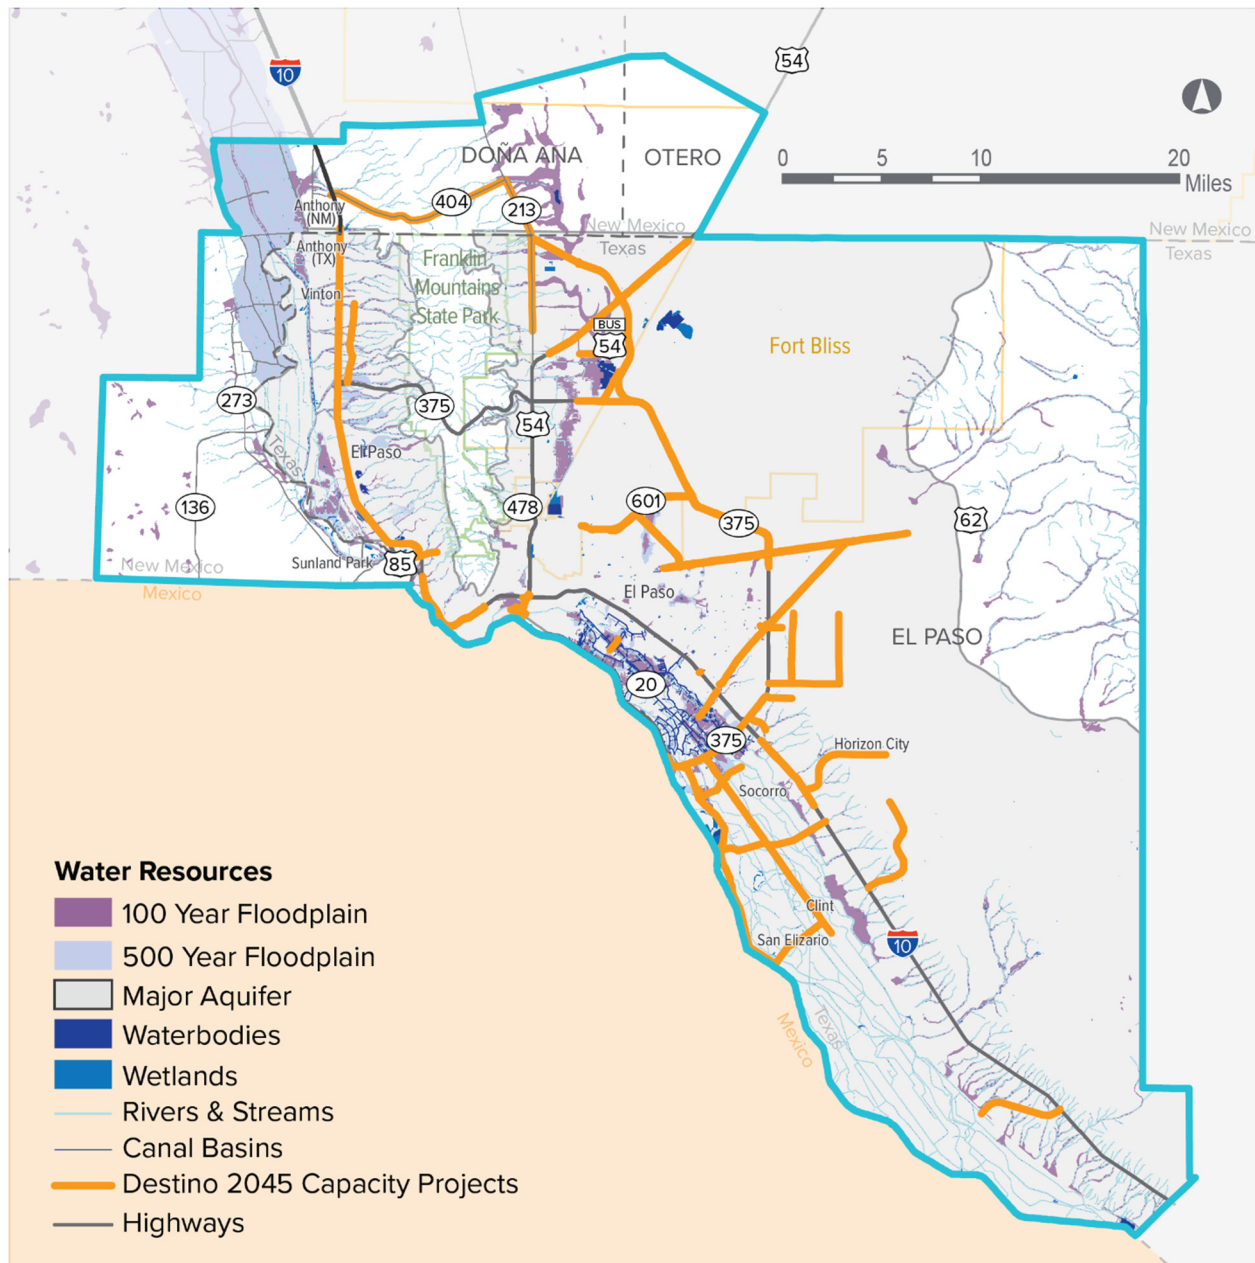 10
54
DOÑA ANA
OTERO
0 5 10 20
Miles
Anthony
(NM)
404
213
New Mexico
Texas
New Mexico
Texas
Anthony
(TX)
Franklin
Mountains
State Park
Vinton
BUS
54
Fort Bliss
273
375
54
Texas
El Paso
136
478
601
375
62
New Mexico
Mexico
Sunland Park
85
El Paso
EL PASO
20
375
Horizon City
Socorro
Clint
San Elizario
10
Mexico
Texas
Water Resources
100 Year Floodplain
500 Year Floodplain
Major Aquifer
Waterbodies
Wetlands
Rivers & Streams
Canal Basins
Destino 2045 Capacity Projects
Highways